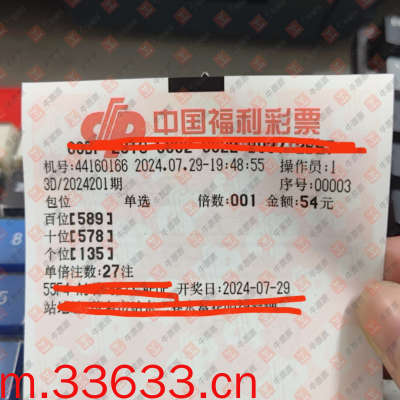 中国福利彩票
机号:44160166 2024.07.29-19:48:55 操作员:1
3D/2024201期 序号:00003
包位 单选 倍数:001 金额:54元
百位[589]
十位[578]
个位[135]
单倍注数:27注
开奖日:2024-07-29
m.33633.cn